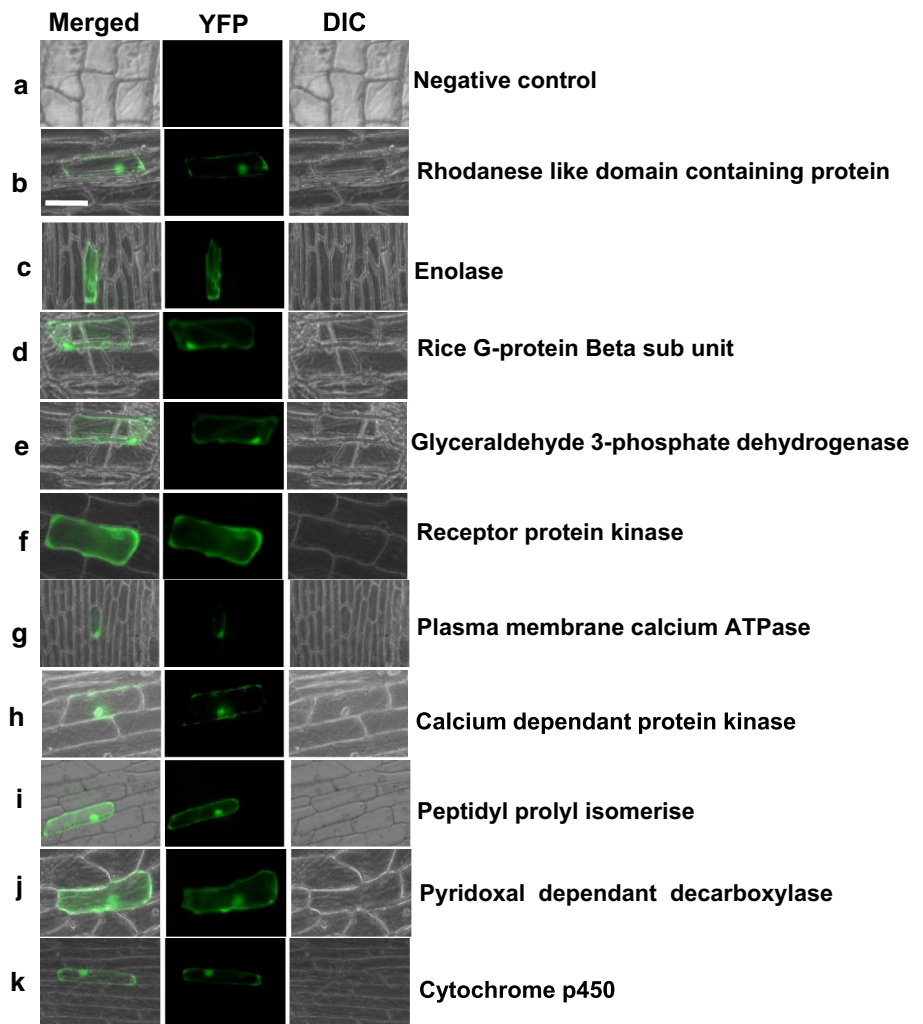 Merged YFP DIC
a Negative control
b Rhodanese like domain containing protein
c Enolase
d Rice G-protein Beta sub unit
e Glyceraldehyde 3-phosphate dehydrogenase
f Receptor protein kinase
g Plasma membrane calcium ATPase
h Calcium dependant protein kinase
i Peptidyl prolyl isomerise
j Pyridoxal dependant decarboxylase
k Cytochrome p450